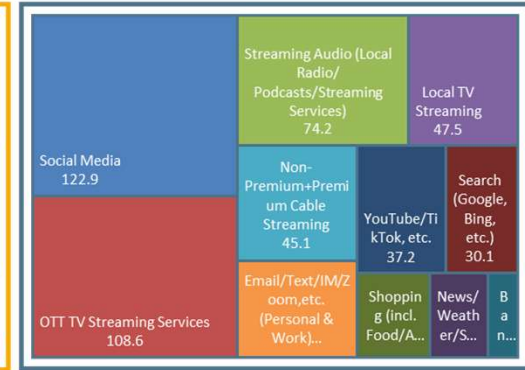 Social Media
122.9
OTT TV Streaming Services
108.6
Streaming Audio (Local
Radio/
Podcasts/Streaming
Services)
74.2
Local TV
Streaming
47.5
Non-
Premium+Premi
um Cable
Streaming
45.1
YouTube/Ti
kTok, etc.
37.2
Search
(Google,
Bing,
etc.)
30.1
Email/Text/IM/Z
oom,etc.
(Personal &
Work)...
Shoppin
g (incl.
Food/A...
News/
Weath
er/S...
B
a
n...